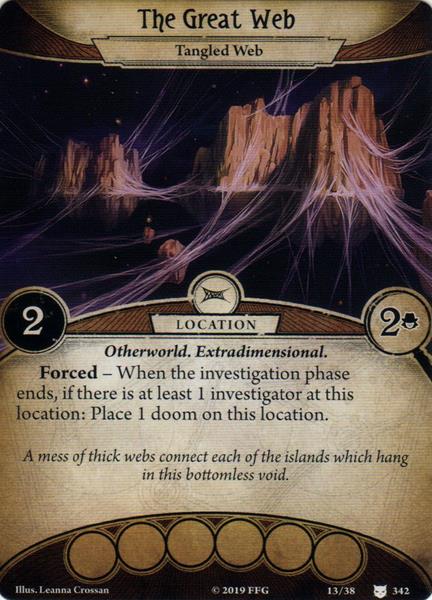 The Great Web
Tangled Web
2
LOCATION
2
Otherworld. Extradimensional.
Forced – When the investigation phase
ends, if there is at least 1 investigator at this
location: Place 1 doom on this location.
A mess of thick webs connect each of the islands which hang
in this bottomless void.
Illus. Leanna Crossan
© 2019 FFG
13/38
342